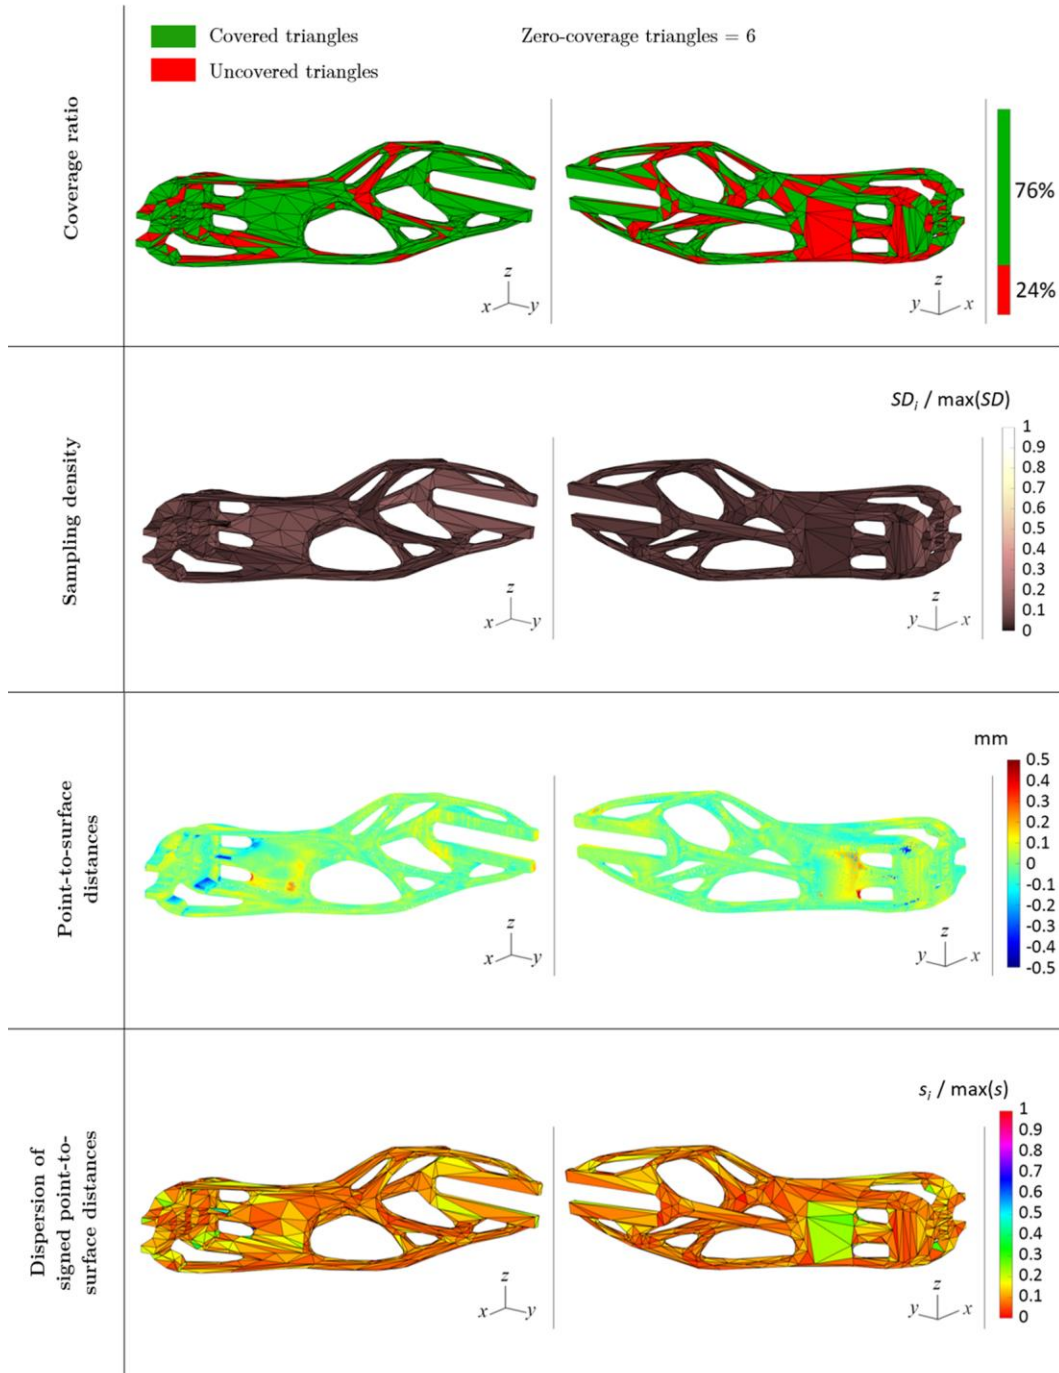 Covered triangles
Zero-coverage triangles = 6
Uncovered triangles
Coverage ratio
76%
24%
z
x
y
z
y
x
Sampling density
SDᵢ / max(SD)
1
0.9
0.8
0.7
0.6
0.5
0.4
0.3
0.2
0.1
0
z
x
y
z
y
x
Point-to-surface
distances
mm
0.5
0.4
0.3
0.2
0.1
0
-0.1
-0.2
-0.3
-0.4
-0.5
z
x
y
z
y
x
Dispersion of
signed point-to-
surface distances
sᵢ / max(s)
1
0.9
0.8
0.7
0.6
0.5
0.4
0.3
0.2
0.1
0
z
x
y
z
y
x